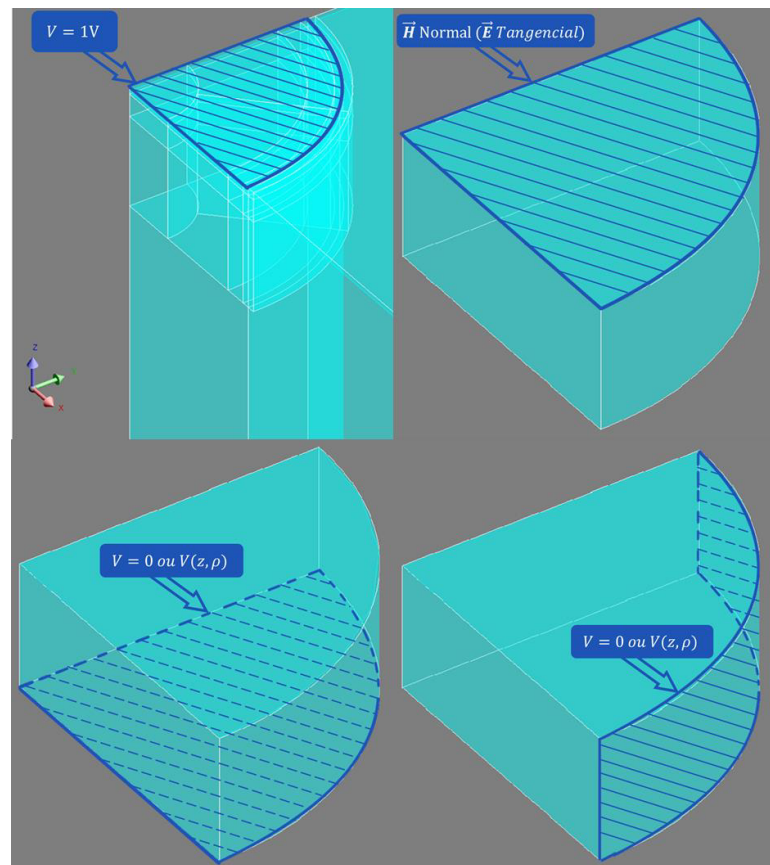 V = 1V
H⃗ Normal (E⃗ Tangencial)
z
x
V = 0 ou V(z, ρ)
V = 0 ou V(z, ρ)